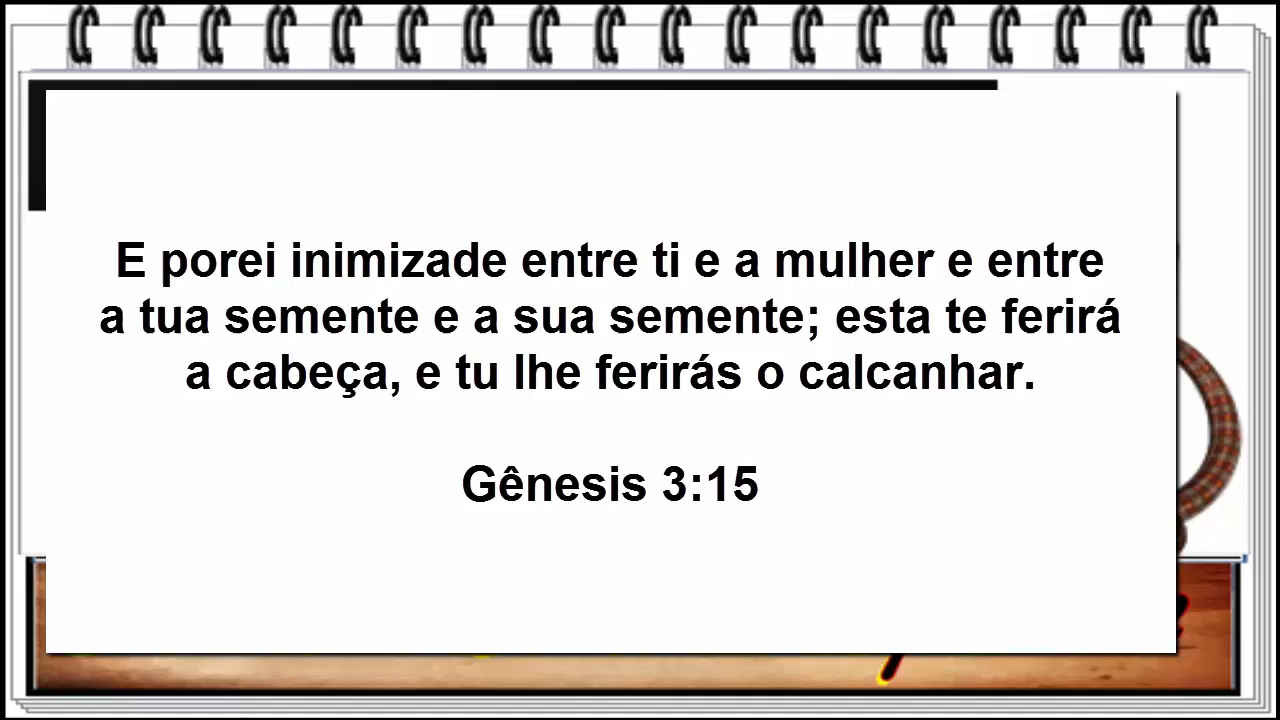 E porei inimizade entre ti e a mulher e entre
a tua semente e a sua semente; esta te ferirá
a cabeça, e tu lhe ferirás o calcanhar.
Gênesis 3:15